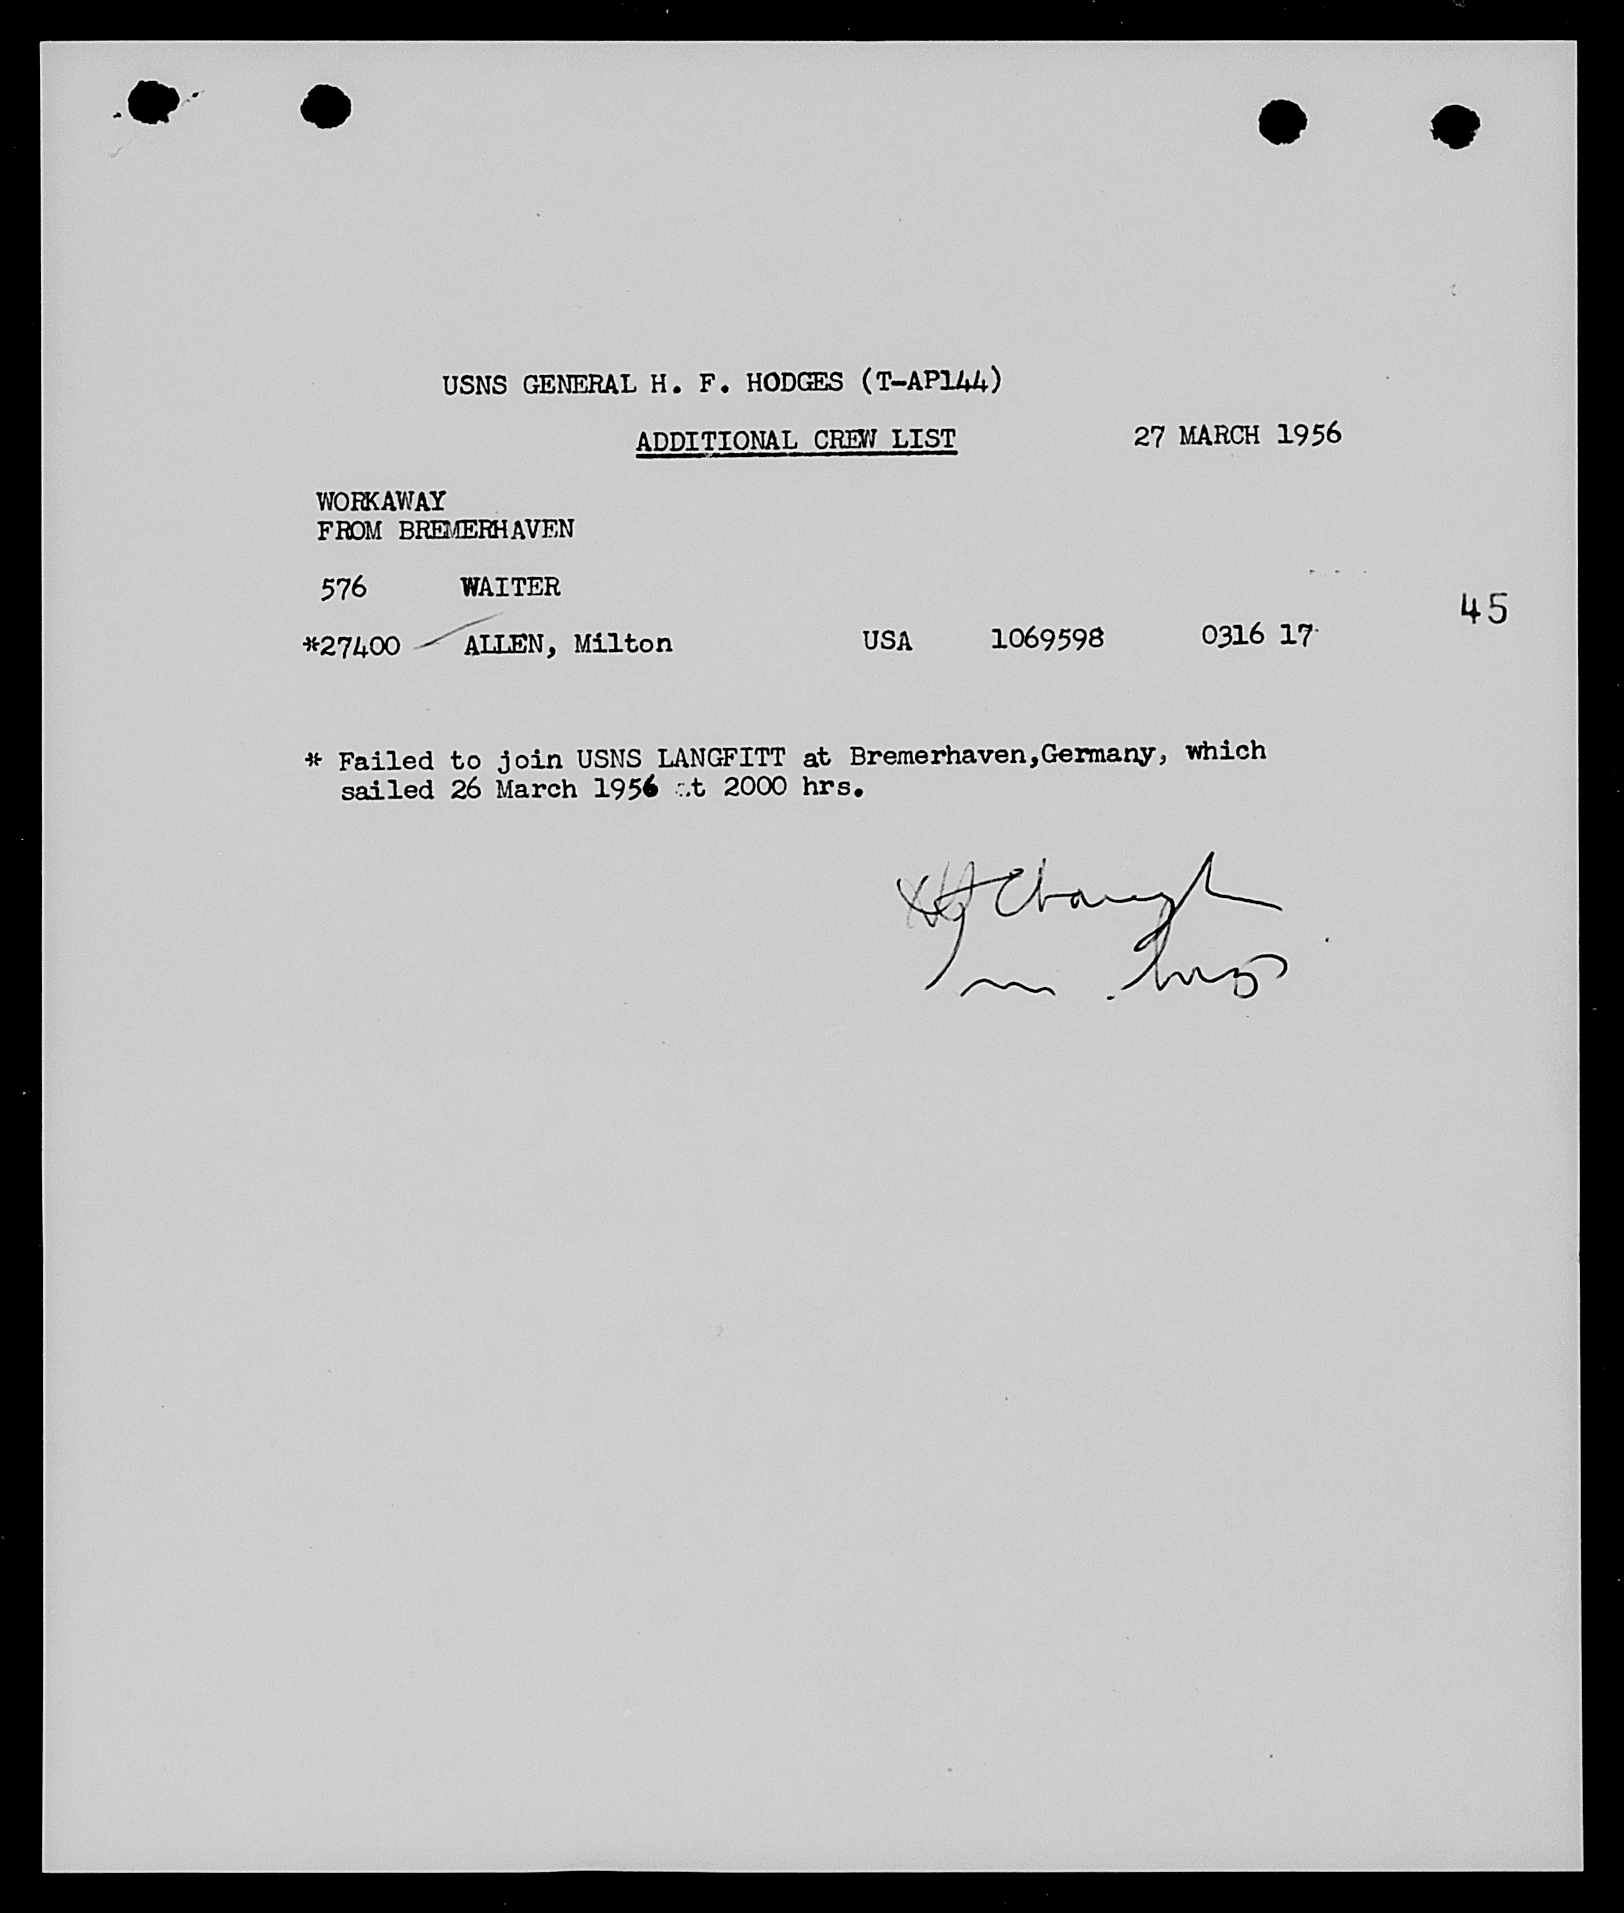 USNS GENERAL H. F. HODGES (T-AP144)
ADDITIONAL CREW LIST 27 MARCH 1956
WORKAWAY
FROM BREMERHAVEN
576 WAITER
45
*27400 ALLEN, Milton USA 1069598 0316 17
* Failed to join USNS LANGFITT at Bremerhaven,Germany, which
sailed 26 March 1956 at 2000 hrs.